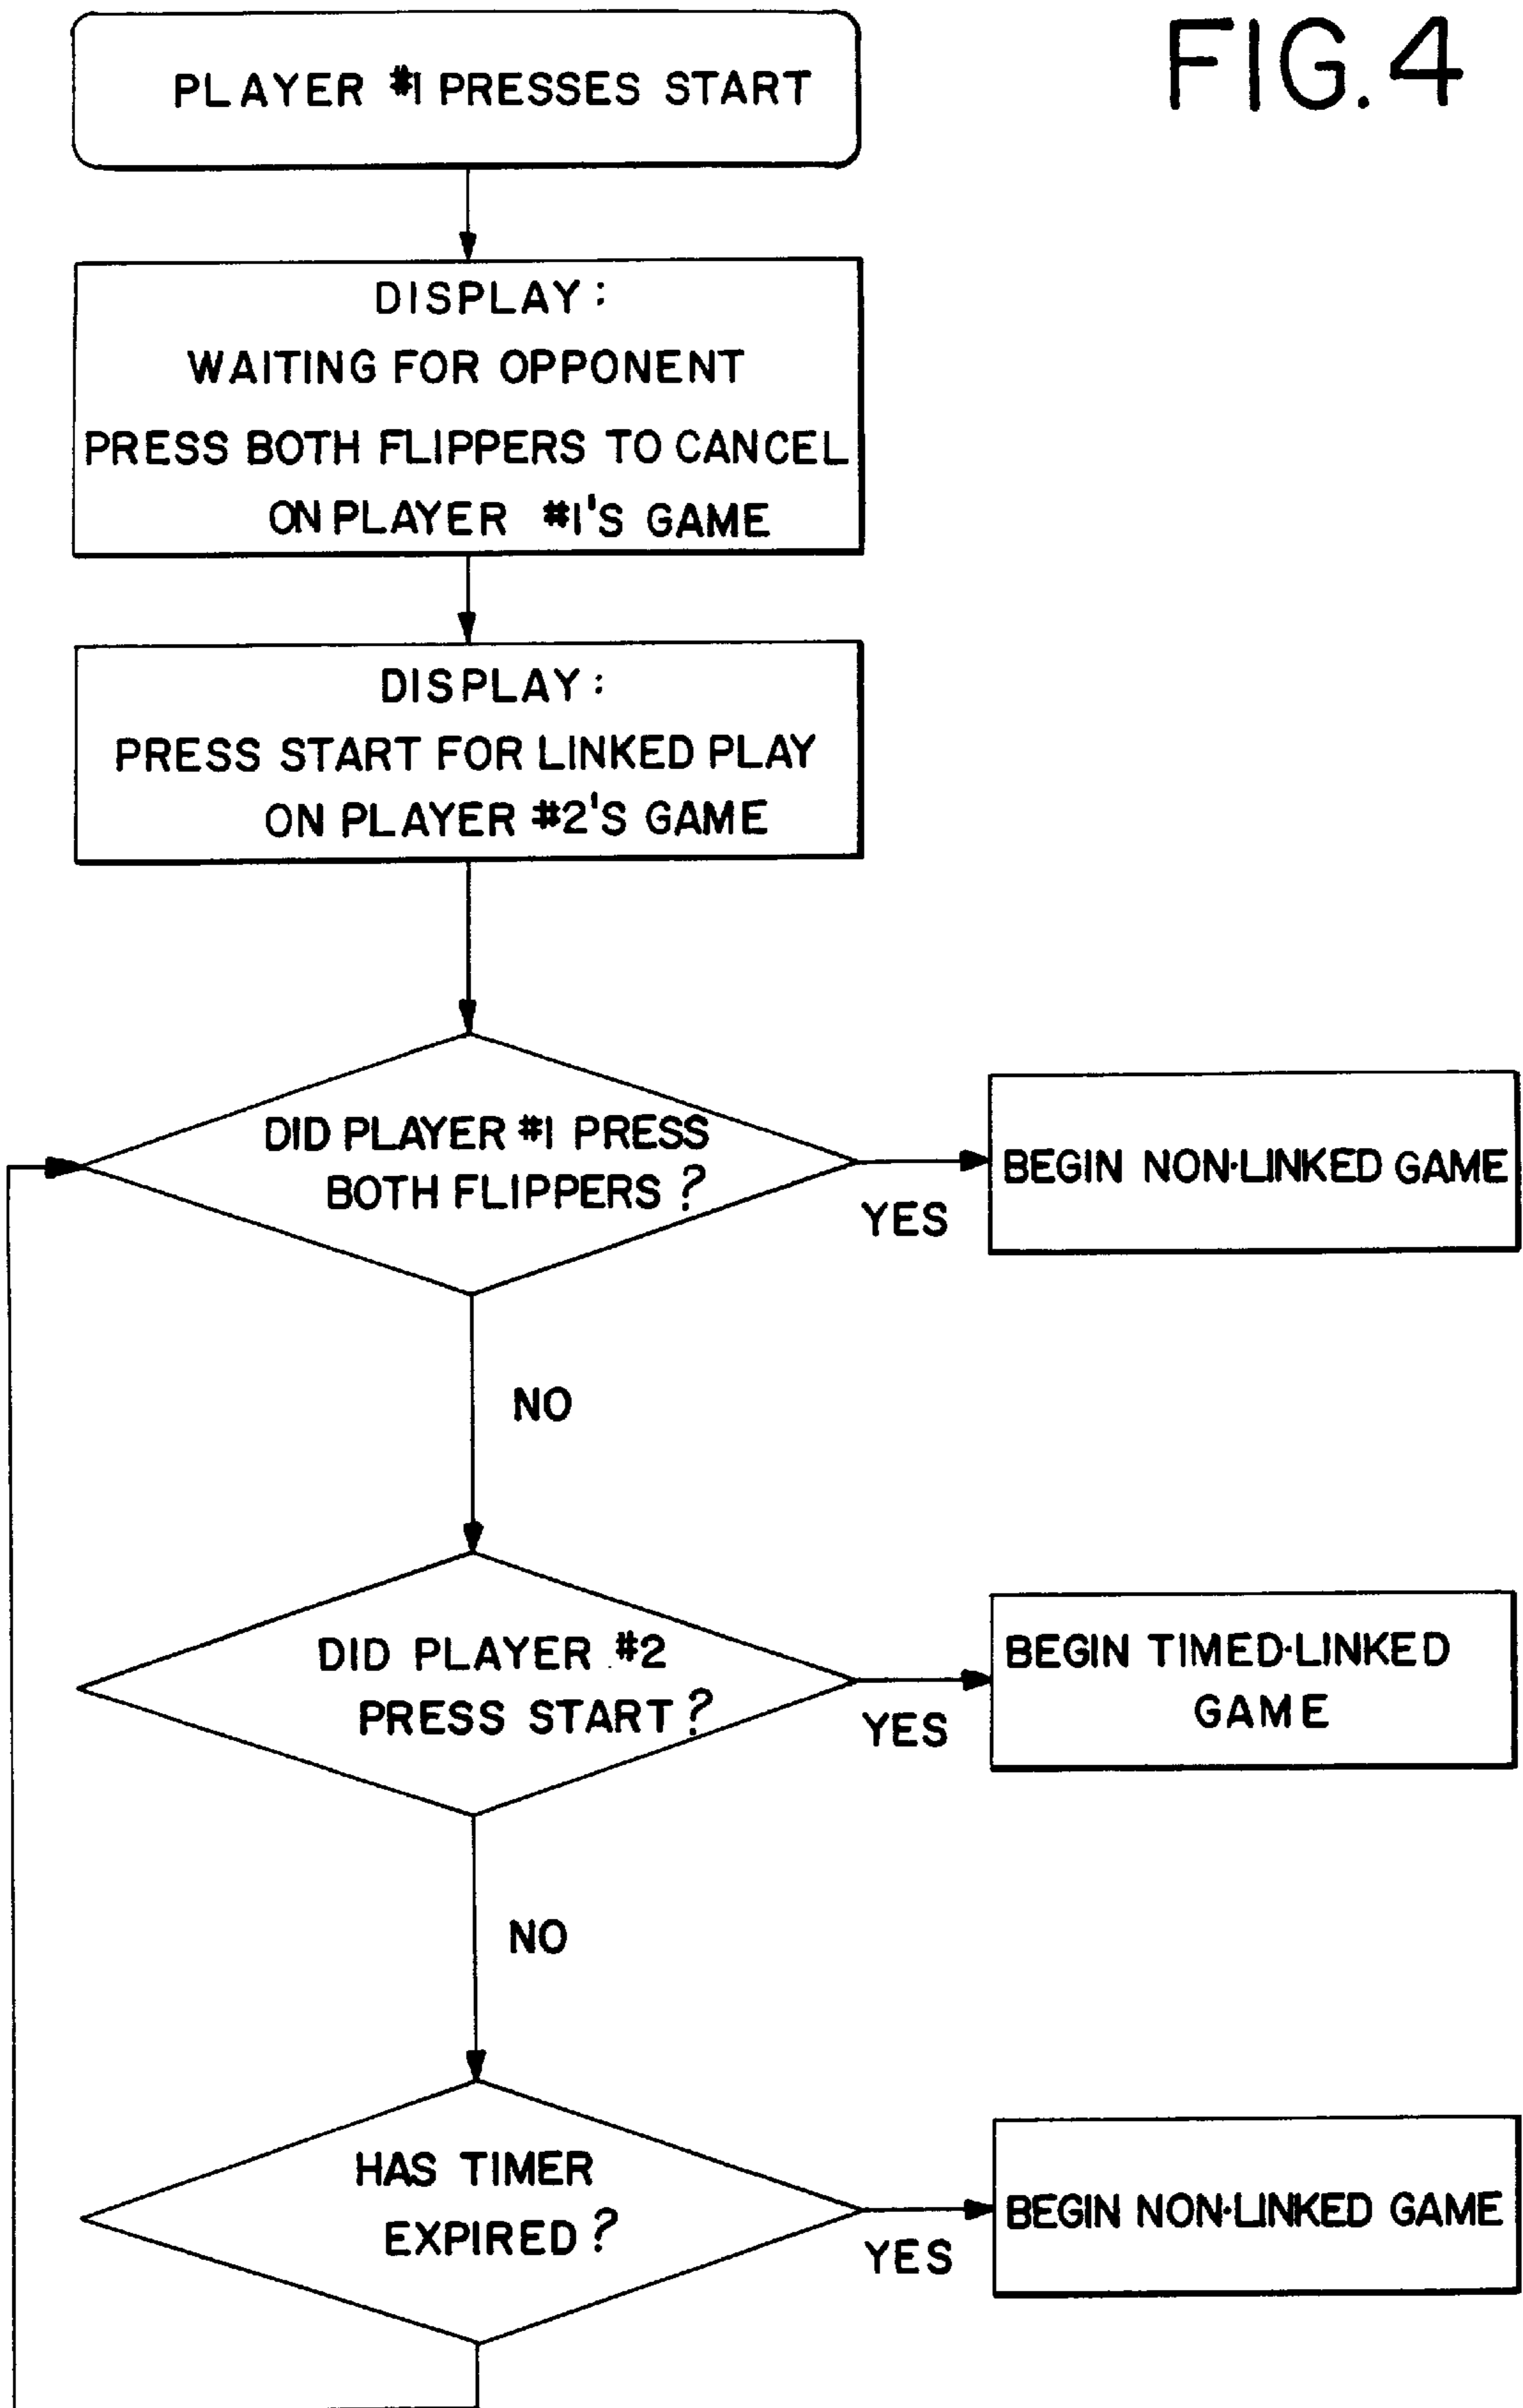 FIG. 4
PLAYER #1 PRESSES START
DISPLAY:
WAITING FOR OPPONENT
PRESS BOTH FLIPPERS TO CANCEL
ON PLAYER #1'S GAME
DISPLAY:
PRESS START FOR LINKED PLAY
ON PLAYER #2'S GAME
DID PLAYER #1 PRESS
BOTH FLIPPERS?
YES
BEGIN NON-LINKED GAME
NO
DID PLAYER #2
PRESS START?
YES
BEGIN TIMED-LINKED
GAME
NO
HAS TIMER
EXPIRED?
YES
BEGIN NON-LINKED GAME